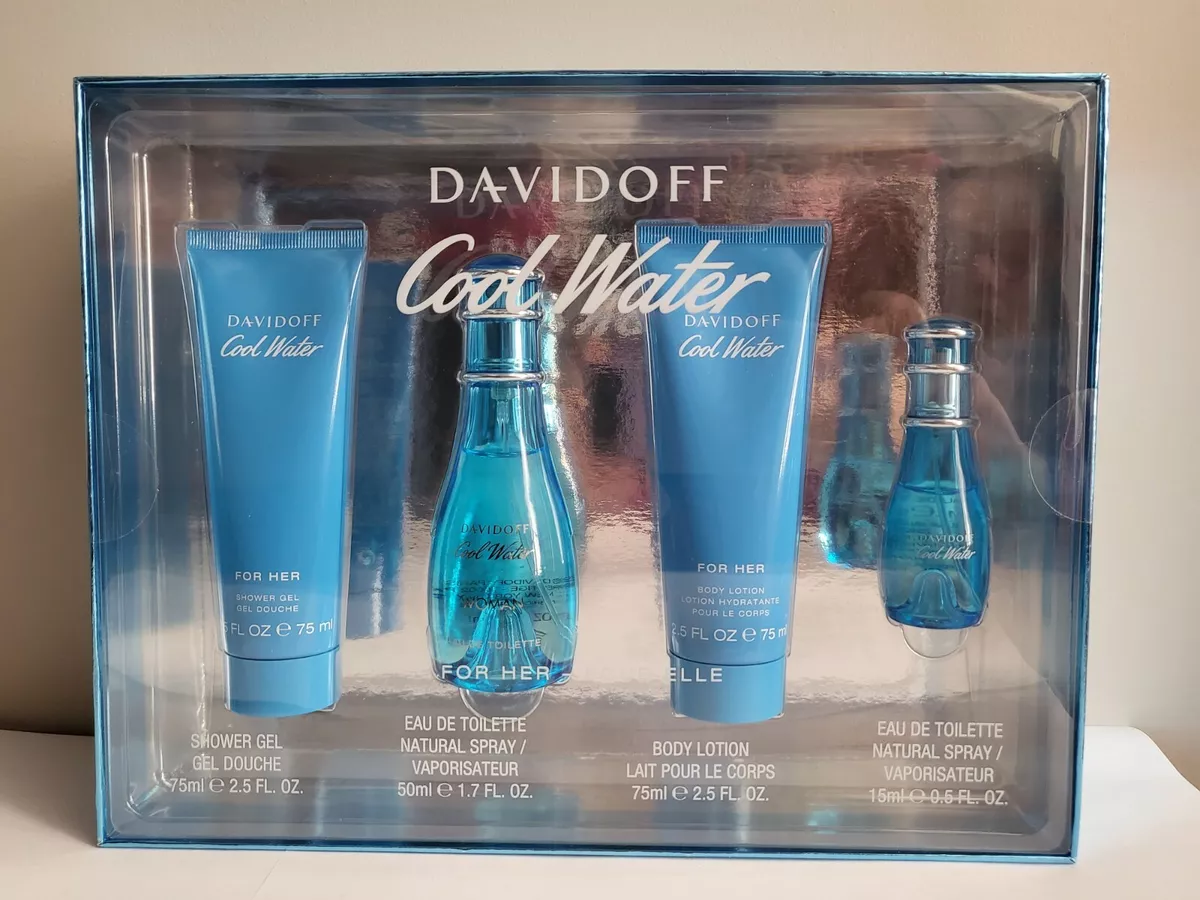 DAVIDOFF
Cool Water
DAVIDOFF
Cool Water
FOR HER
SHOWER GEL
GEL DOUCHE
5 FL OZ e 75 ml
DAVIDOFF
Cool Water
WOMAN
EAU DE TOILETTE
FOR HER
DAVIDOFF
Cool Water
FOR HER
BODY LOTION
LOTION HYDRATANTE
POUR LE CORPS
2.5 FL OZ e 75 ml
ELLE
DAVIDOFF
Cool Water
SHOWER GEL
GEL DOUCHE
75ml e 2.5 FL. OZ.
EAU DE TOILETTE
NATURAL SPRAY /
VAPORISATEUR
50ml e 1.7 FL. OZ.
BODY LOTION
LAIT POUR LE CORPS
75ml e 2.5 FL. OZ.
EAU DE TOILETTE
NATURAL SPRAY /
VAPORISATEUR
15ml e 0.5 FL. OZ.